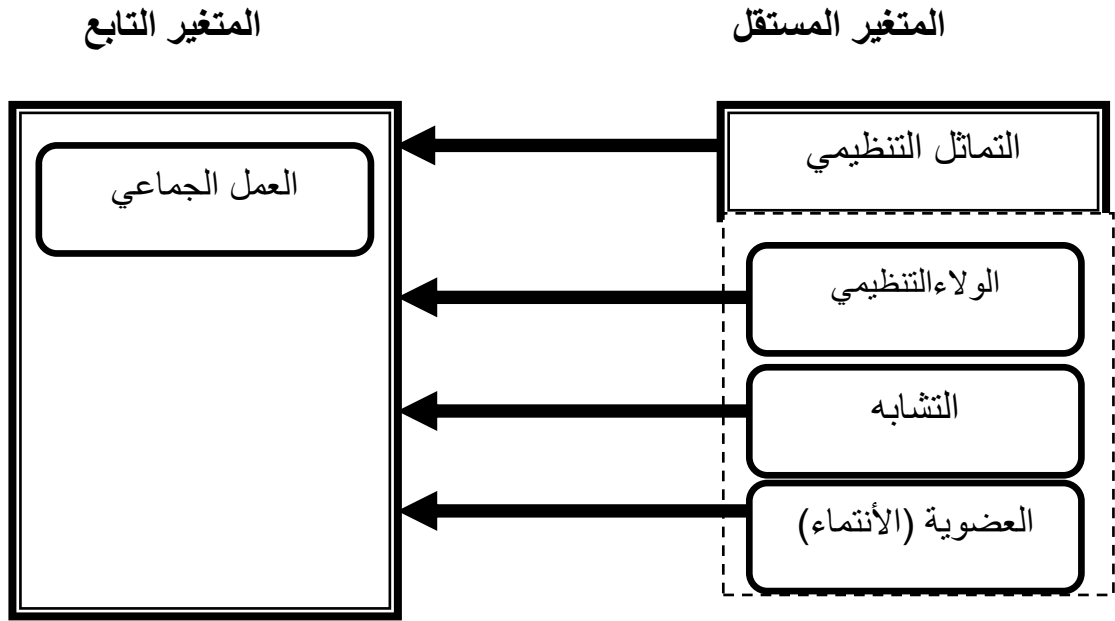 المتغير المستقل
المتغير التابع
التماثل التنظيمي
العمل الجماعي
الولاءالتنظيمي
التشابه
العضوية (الأنتماء)